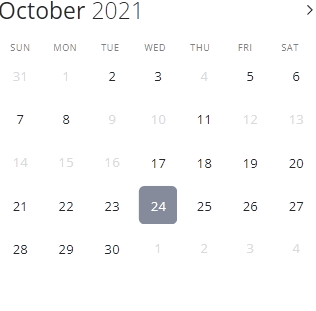 October 2021
SUN MON TUE WED THU FRI SAT
31 1 2 3 4 5 6
7 8 9 10 11 12 13
14 15 16 17 18 19 20
21 22 23 24 25 26 27
28 29 30 1 2 3 4